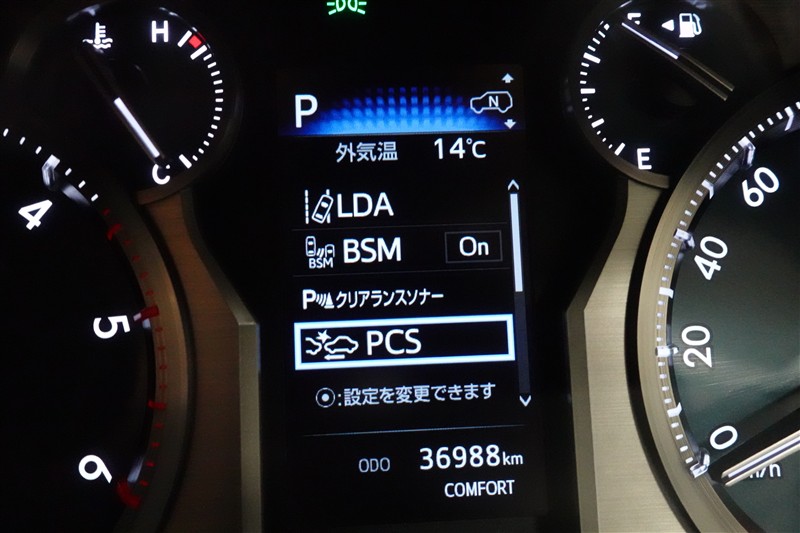 H
C
F
E
P
N
外気温 14℃
LDA
BSM
BSM On
Pクリアランスソナー
PCS
:設定を変更できます
ODO 36988km
COMFORT
4
5
6
60
40
20
0